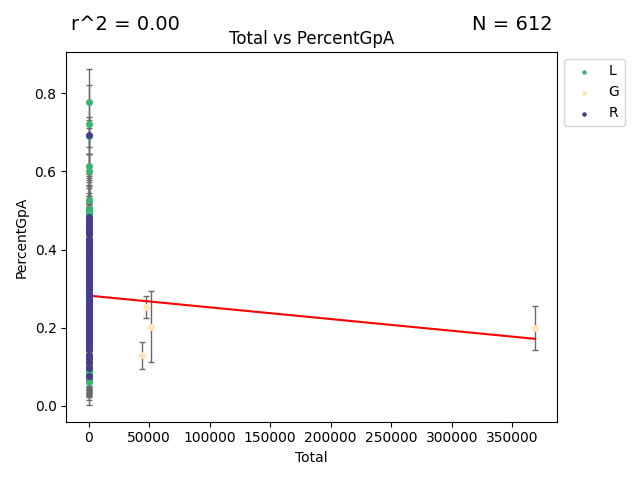 r^2 = 0.00 N = 612
Total vs PercentGpA
L
G
R
0.8
0.6
0.4
0.2
0.0
PercentGpA
0 50000 100000 150000 200000 250000 300000 350000
Total